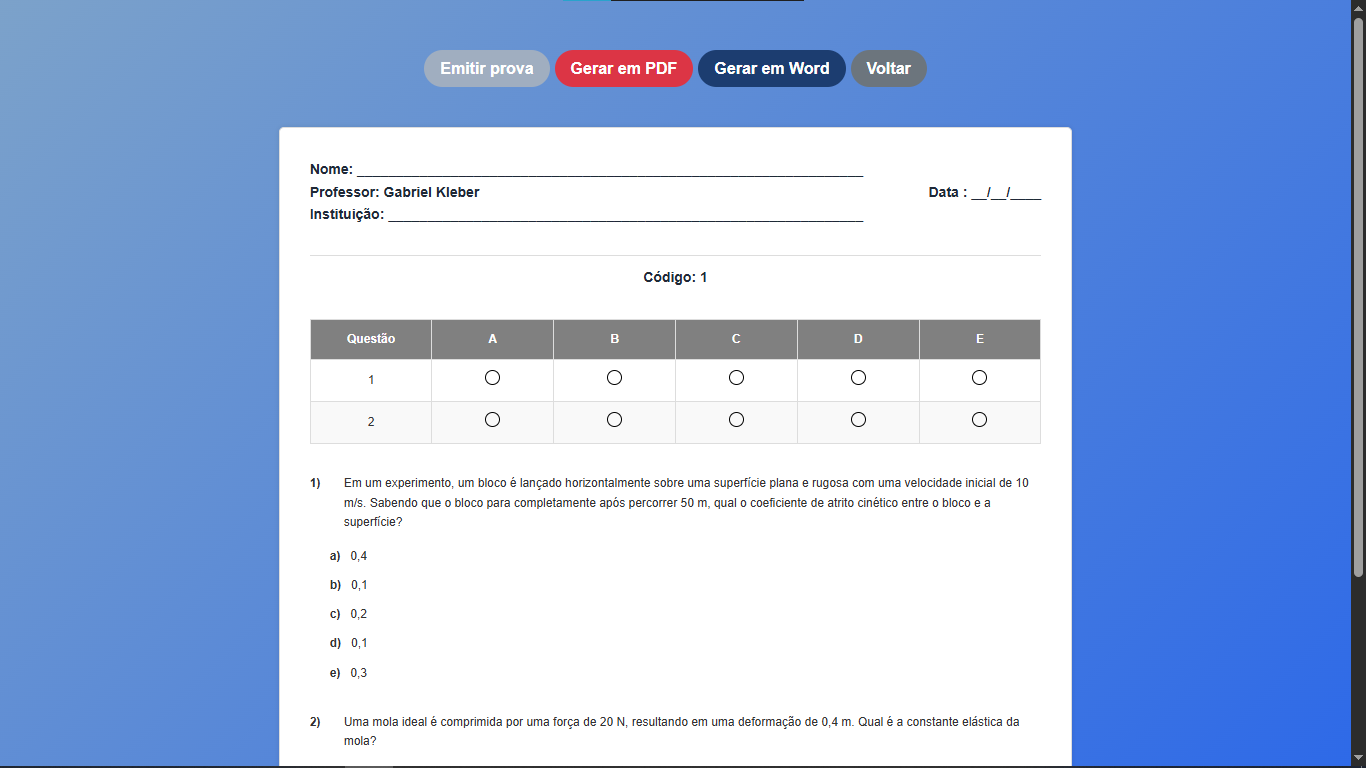 Emitir prova Gerar em PDF Gerar em Word Voltar
Nome: ______________________________________________________________
Professor: Gabriel Kleber Data : __/__/____
Instituição: __________________________________________________________
Código: 1
Questão A B C D E
1
2
1) Em um experimento, um bloco é lançado horizontalmente sobre uma superfície plana e rugosa com uma velocidade inicial de 10
m/s. Sabendo que o bloco para completamente após percorrer 50 m, qual o coeficiente de atrito cinético entre o bloco e a
superfície?
a) 0,4
b) 0,1
c) 0,2
d) 0,1
e) 0,3
2) Uma mola ideal é comprimida por uma força de 20 N, resultando em uma deformação de 0,4 m. Qual é a constante elástica da
mola?